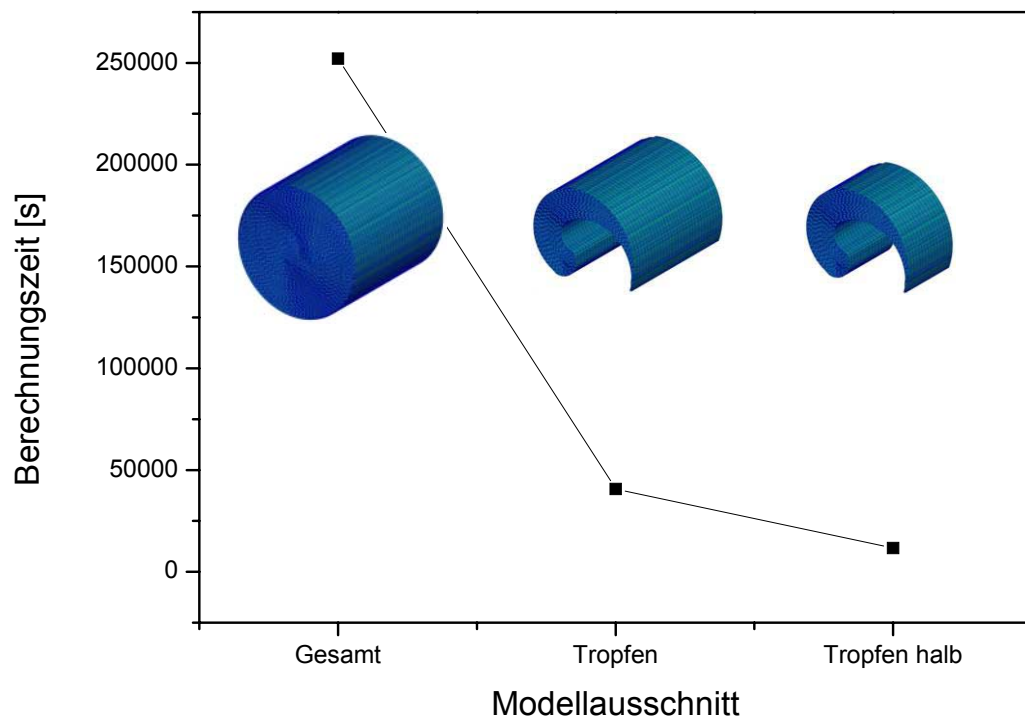 Berechnungszeit [s]
250000
200000
150000
100000
50000
0
Gesamt
Tropfen
Tropfen halb
Modellausschnitt